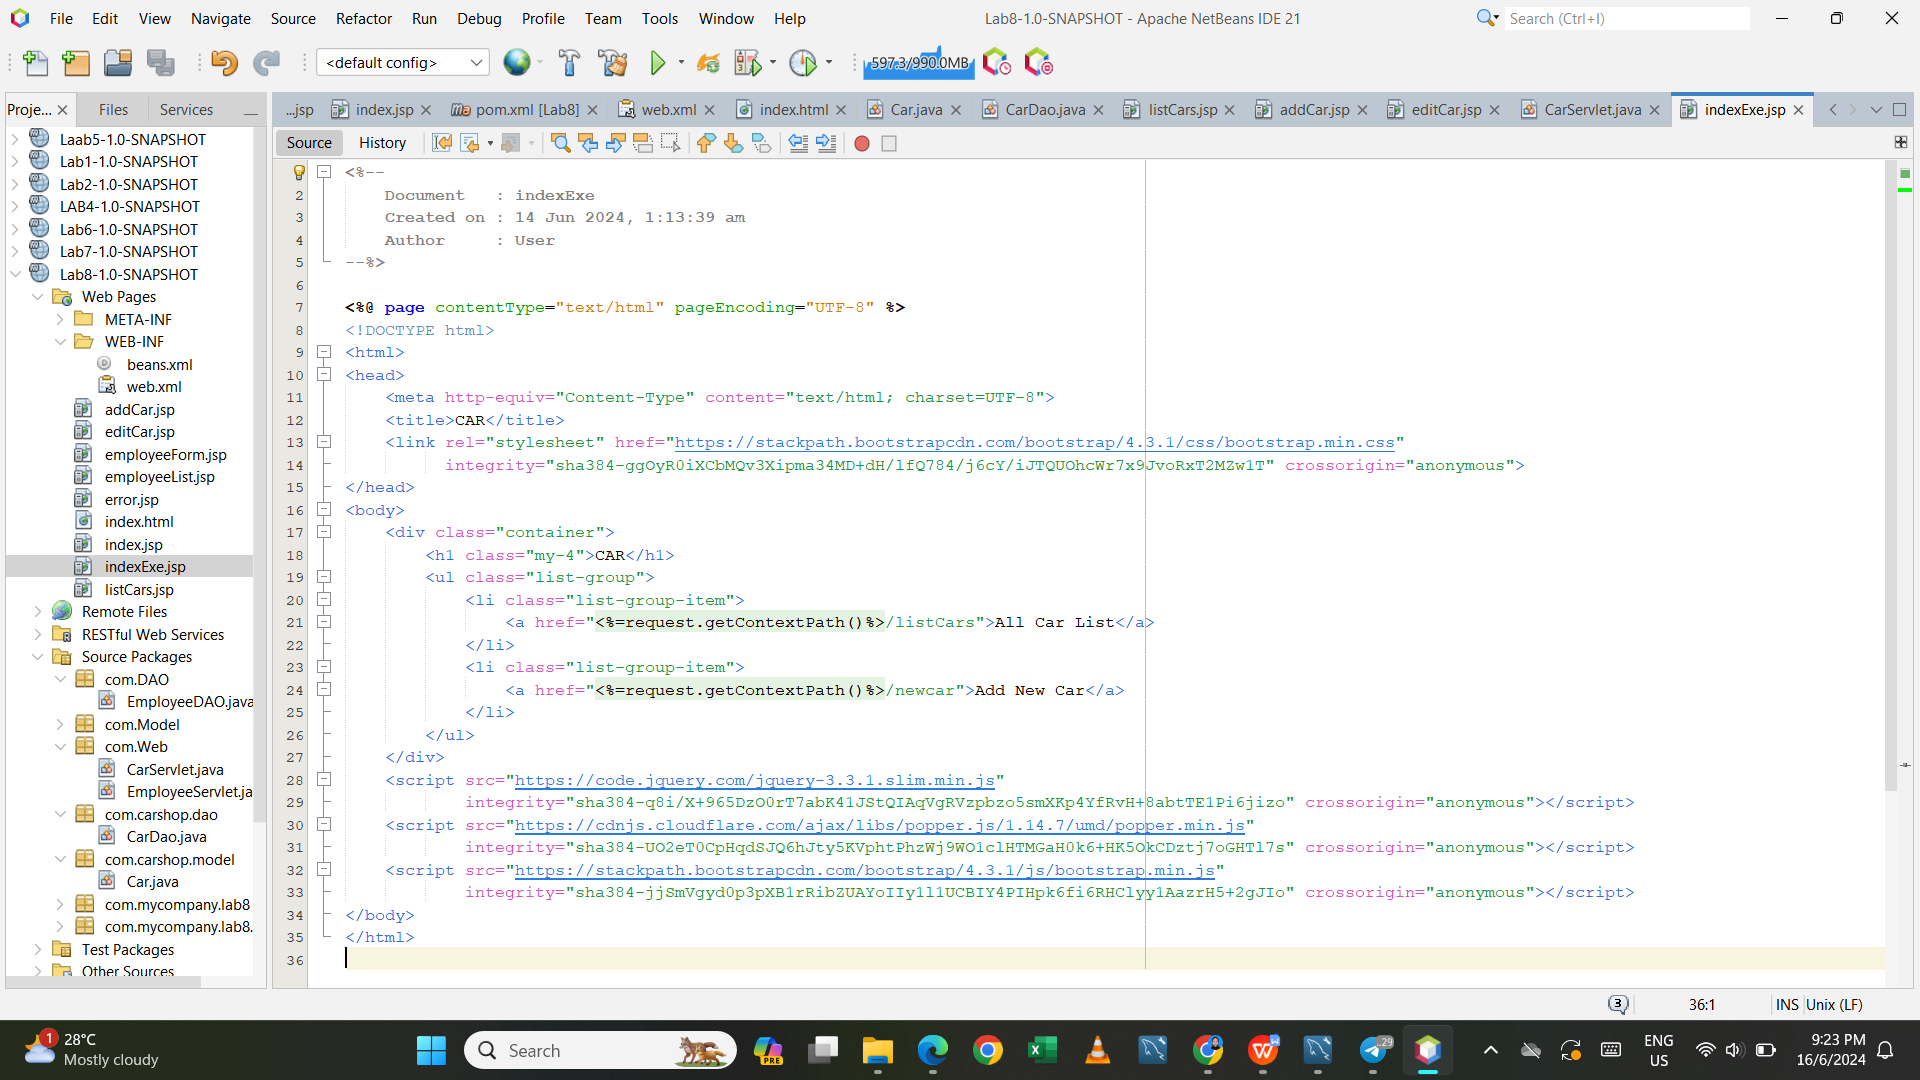 File Edit View Navigate Source Refactor Run Debug Profile Team Tools Window Help
Lab8-1.0-SNAPSHOT - Apache NetBeans IDE 21
Search (Ctrl+I)
<default config>
597.3/990.0MB
Proje... Files Services
...jsp index.jsp pom.xml [Lab8] web.xml index.html Car.java CarDao.java listCars.jsp addCar.jsp editCar.jsp CarServlet.java indexExe.jsp
Source History
Laab5-1.0-SNAPSHOT
Lab1-1.0-SNAPSHOT
Lab2-1.0-SNAPSHOT
LAB4-1.0-SNAPSHOT
Lab6-1.0-SNAPSHOT
Lab7-1.0-SNAPSHOT
Lab8-1.0-SNAPSHOT
Web Pages
META-INF
WEB-INF
beans.xml
web.xml
addCar.jsp
editCar.jsp
employeeForm.jsp
employeeList.jsp
error.jsp
index.html
index.jsp
indexExe.jsp
listCars.jsp
Remote Files
RESTful Web Services
Source Packages
com.DAO
EmployeeDAO.java
com.Model
com.Web
CarServlet.java
EmployeeServlet.ja
com.carshop.dao
CarDao.java
com.carshop.model
Car.java
com.mycompany.lab8
com.mycompany.lab8.
Test Packages
Other Sources
<%--
2 Document : indexExe
3 Created on : 14 Jun 2024, 1:13:39 am
4 Author : User
5 --%>
6
7 <%@ page contentType="text/html" pageEncoding="UTF-8" %>
8 <!DOCTYPE html>
9 <html>
10 <head>
11 <meta http-equiv="Content-Type" content="text/html; charset=UTF-8">
12 <title>CAR</title>
13 <link rel="stylesheet" href="https://stackpath.bootstrapcdn.com/bootstrap/4.3.1/css/bootstrap.min.css"
14 integrity="sha384-ggOyR0iXCbMQv3Xipma34MD+dH/1fQ784/j6cY/iJTQUOhcWr7x9JvoRxT2MZw1T" crossorigin="anonymous">
15 </head>
16 <body>
17 <div class="container">
18 <h1 class="my-4">CAR</h1>
19 <ul class="list-group">
20 <li class="list-group-item">
21 <a href="<%=request.getContextPath()%>/listCars">All Car List</a>
22 </li>
23 <li class="list-group-item">
24 <a href="<%=request.getContextPath()%>/newcar">Add New Car</a>
25 </li>
26 </ul>
27 </div>
28 <script src="https://code.jquery.com/jquery-3.3.1.slim.min.js"
29 integrity="sha384-q8i/X+965DzO0rT7abK41JStQIAqVgRVzpbzo5smXKp4YfRvH+8abtTE1Pi6jizo" crossorigin="anonymous"></script>
30 <script src="https://cdnjs.cloudflare.com/ajax/libs/popper.js/1.14.7/umd/popper.min.js"
31 integrity="sha384-UO2eT0CpHqdSJQ6hJty5KVphtPhzWj9WO1clHTMGaH0k6+HK5OkCDztj7oGHTl7s" crossorigin="anonymous"></script>
32 <script src="https://stackpath.bootstrapcdn.com/bootstrap/4.3.1/js/bootstrap.min.js"
33 integrity="sha384-jjSmVgyd0p3pXB1rRibZUAYoIIy1l1UCBIY4PIHpk6fi6RHClyy1AazrH5+2gJIo" crossorigin="anonymous"></script>
34 </body>
35 </html>
36
3 36:1 INS Unix (LF)
1 28°C
Mostly cloudy
Search
PRE
29
ENG
US
9:23 PM
16/6/2024